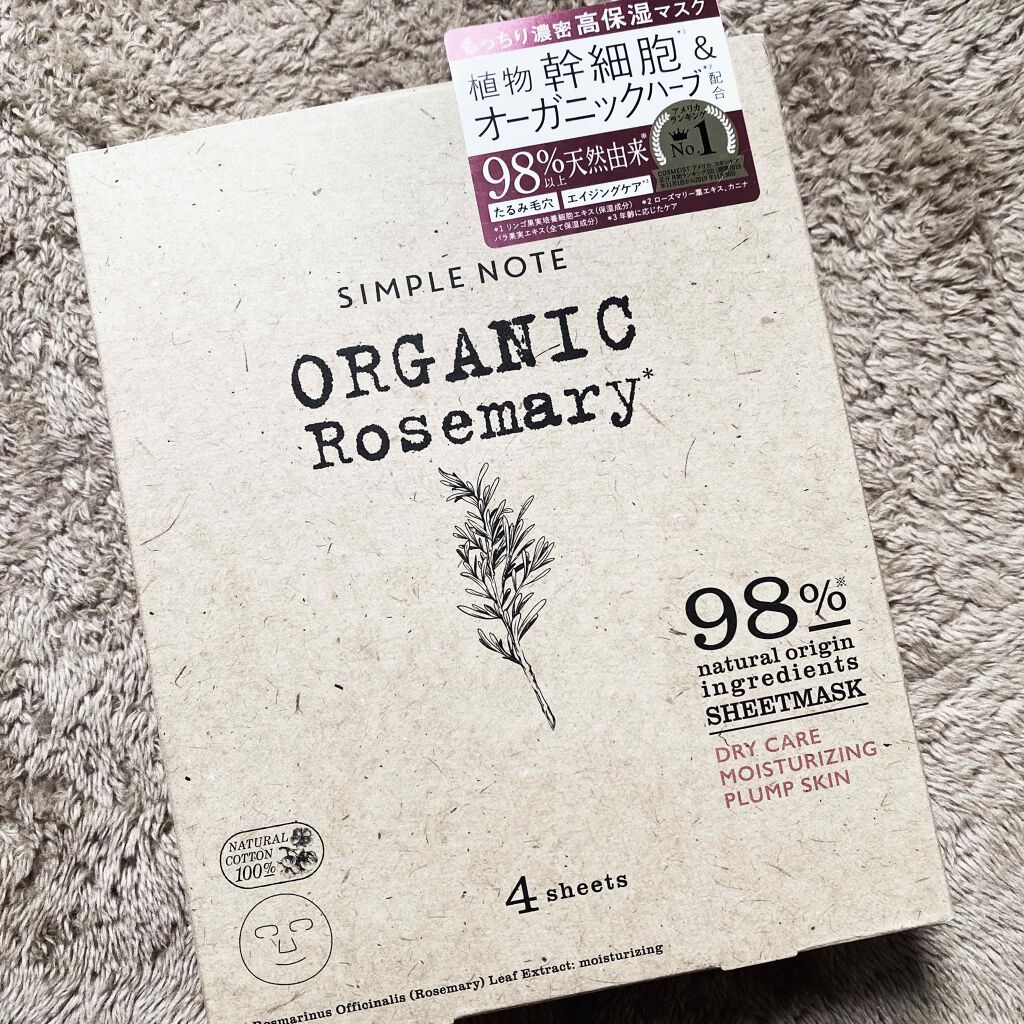 もっちり濃密高保湿マスク
植物 幹細胞*1 &
オーガニックハーブ*2 配合
アメリカ
ランキング
No.1
98%以上天然由来※
たるみ毛穴 エイジングケア*3
*1 リンゴ果実培養細胞エキス(保湿成分) *2 ローズマリー葉エキス、カニナ
バラ果実エキス(全て保湿成分) *3 年齢に応じたケア
SIMPLE NOTE
ORGANIC
Rosemary*
98%※
natural origin
ingredients
SHEETMASK
DRY CARE
MOISTURIZING
PLUMP SKIN
NATURAL
COTTON
100%
4 sheets
Rosmarinus Officinalis (Rosemary) Leaf Extract: moisturizing